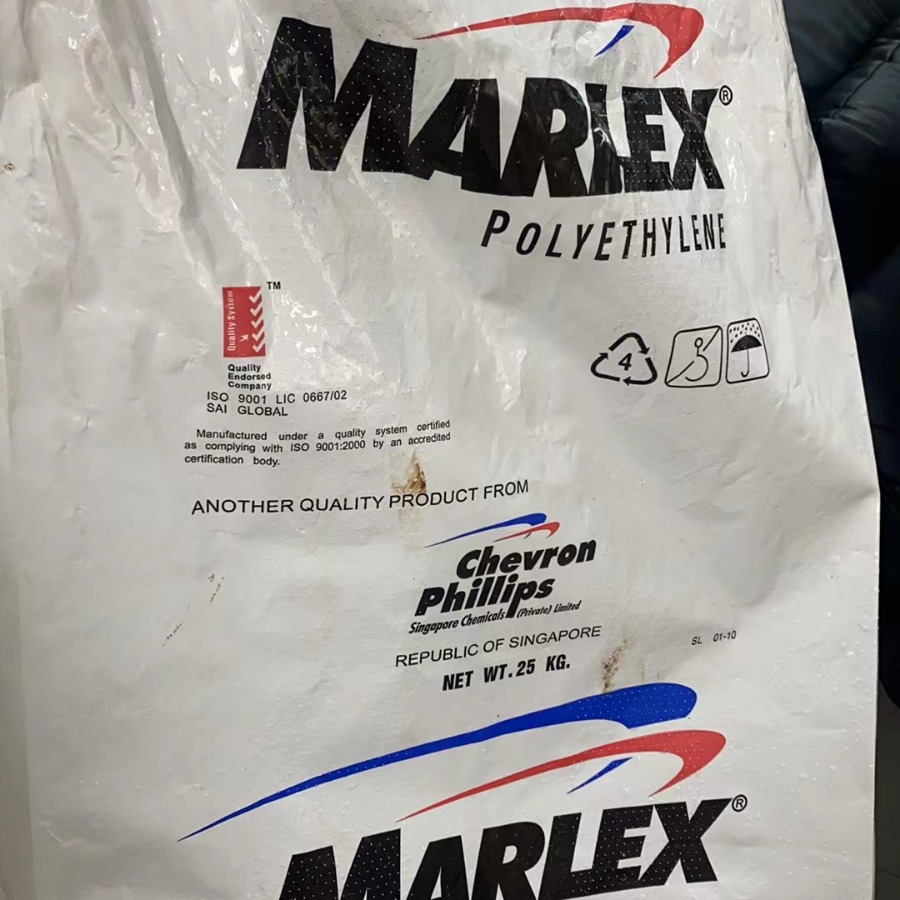 MARLEX®
POLYETHYLENE
Quality System
TM
Quality
Endorsed
Company
ISO 9001 LIC 0667/02
SAI GLOBAL
4
Manufactured under a quality system certified
as complying with ISO 9001:2000 by an accredited
certification body.
ANOTHER QUALITY PRODUCT FROM
Chevron
Phillips
Singapore Chemicals (Private) Limited
REPUBLIC OF SINGAPORE
SL 01-10
NET WT. 25 KG.
MARLEX®